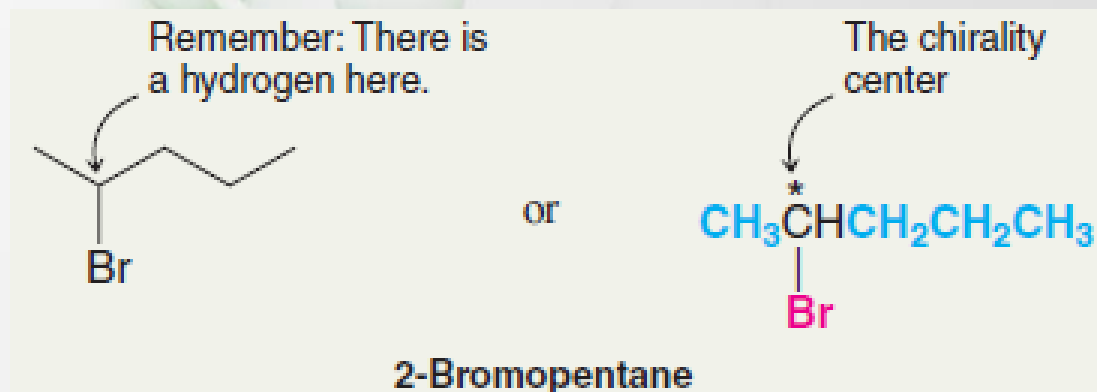 Remember: There is
a hydrogen here.
The chirality
center
Br
or
*
CH₃CHCH₂CH₂CH₃
Br
2-Bromopentane